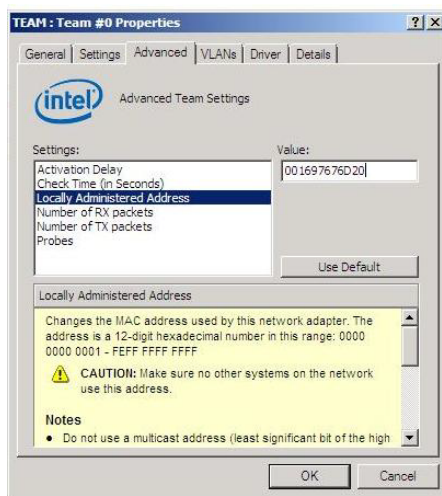 TEAM : Team #0 Properties
General Settings Advanced VLANs Driver Details
intel
Advanced Team Settings
Settings:
Value:
Activation Delay
Check Time (in Seconds)
Locally Administered Address
Number of RX packets
Number of TX packets
Probes
001697676D20
Use Default
Locally Administered Address
Changes the MAC address used by this network adapter. The
address is a 12-digit hexadecimal number in this range: 0000
0000 0001 - FEFF FFFF FFFF
CAUTION: Make sure no other systems on the network
use this address.
Notes
• Do not use a multicast address (least significant bit of the high
OK Cancel